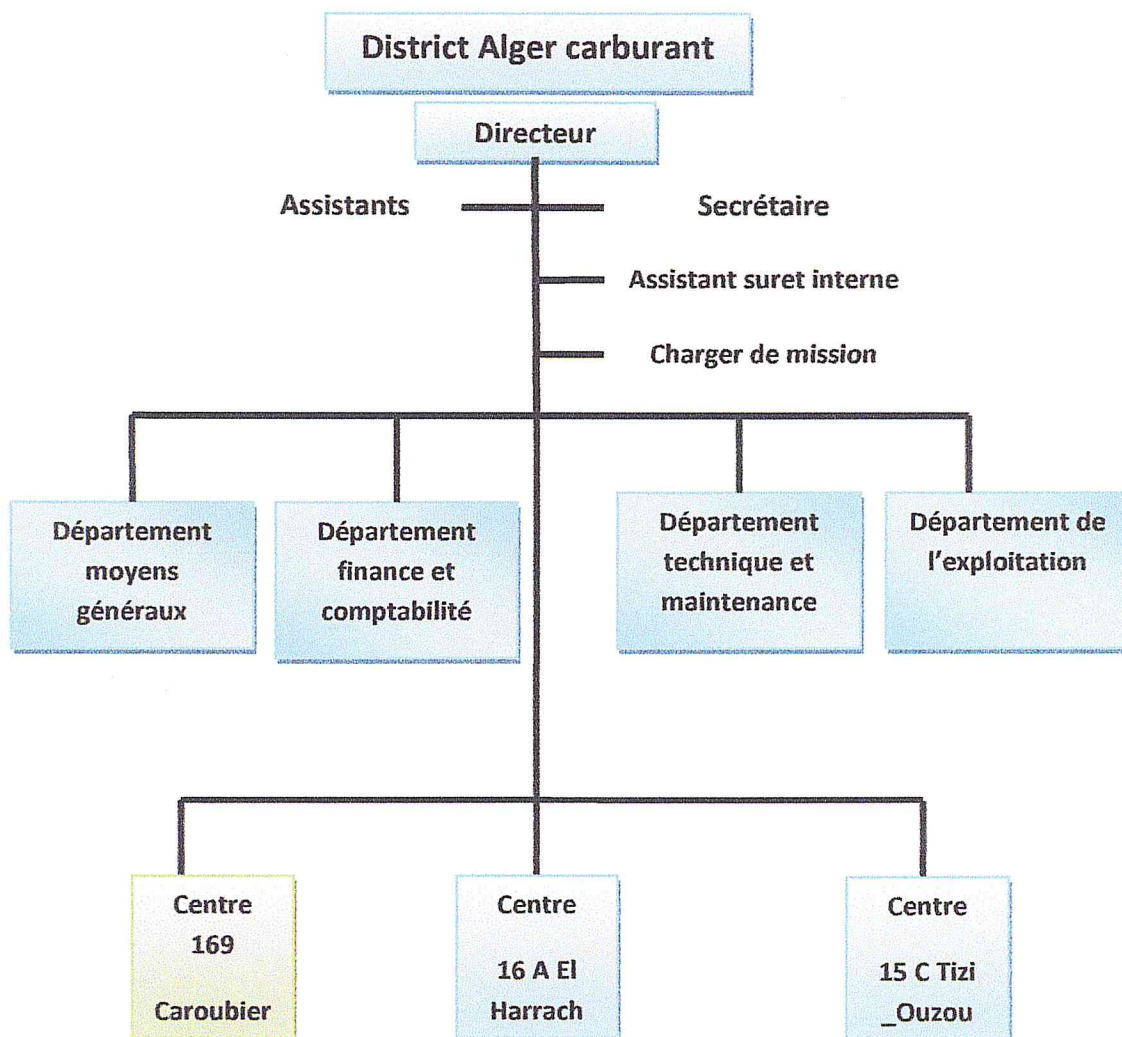 District Alger carburant
Directeur
Assistants
Secrétaire
Assistant suret interne
Charger de mission
Département
moyens
généraux
Département
finance et
comptabilité
Département
technique et
maintenance
Département de
l'exploitation
Centre
169
Caroubier
Centre
16 A El
Harrach
Centre
15 C Tizi
_Ouzou